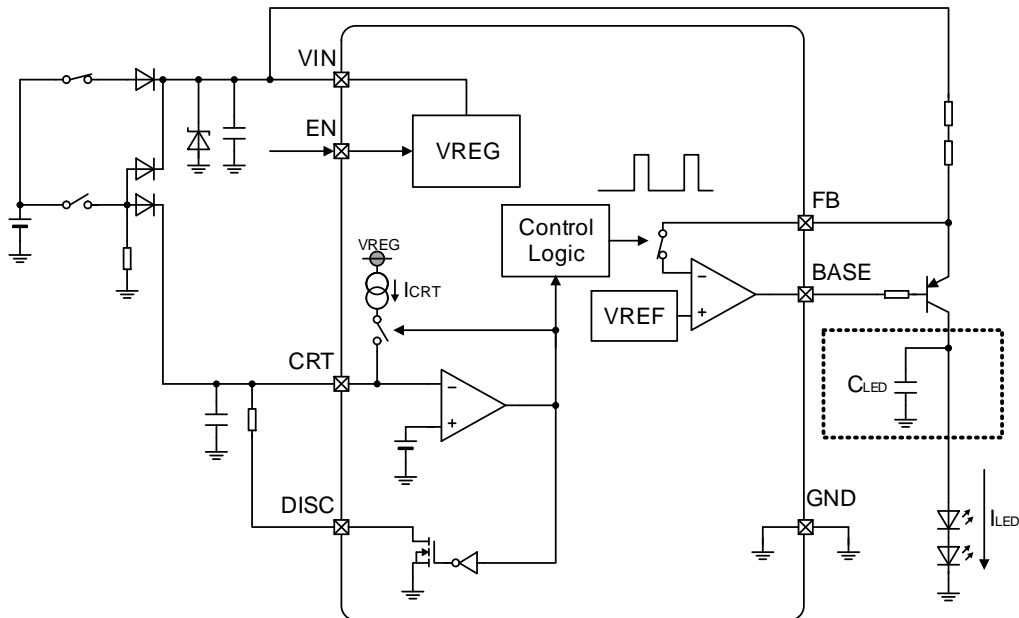 VIN
EN
VREG
FB
Control
Logic
VREG
ICRT
BASE
VREF
CRT
−
+
−
+
CLED
DISC
GND
ILED